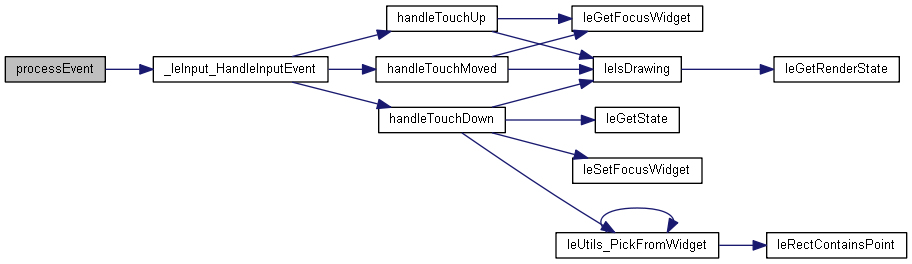 processEvent
_leInput_HandleInputEvent
handleTouchUp
handleTouchMoved
handleTouchDown
leGetFocusWidget
leIsDrawing
leGetState
leSetFocusWidget
leUtils_PickFromWidget
leGetRenderState
leRectContainsPoint